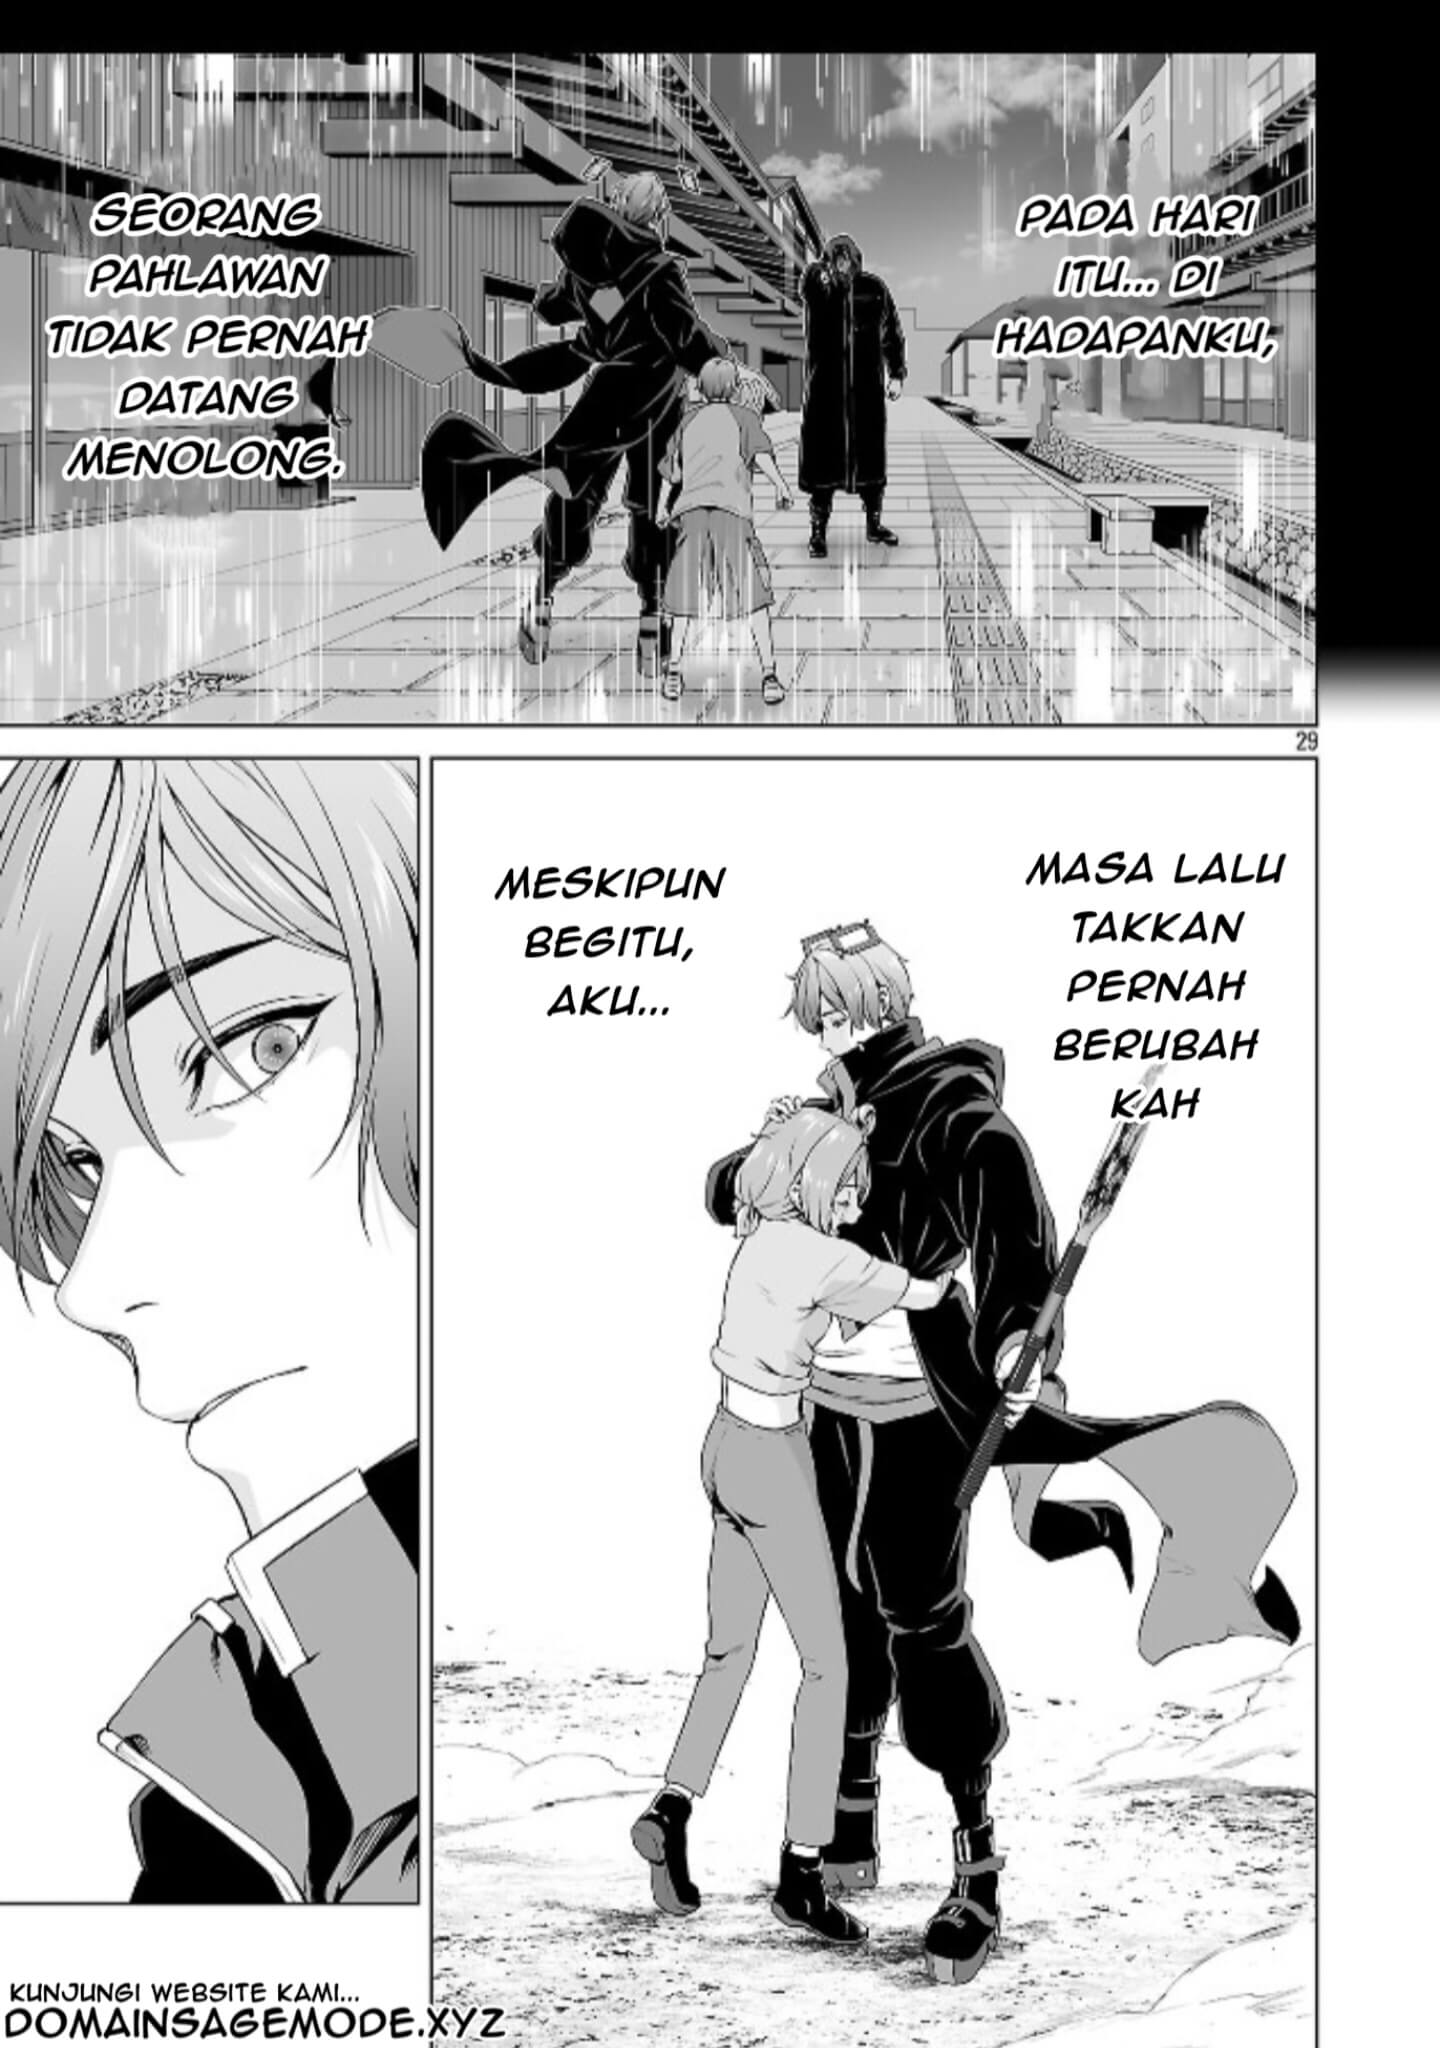 PADA HARI
ITU... DI
HADAPANKU,
SEORANG
PAHLAWAN
TIDAK PERNAH
DATANG
MENOLONG.
29
MASA LALU
TAKKAN
PERNAH
BERUBAH
KAH
MESKIPUN
BEGITU,
AKU...
KUNJUNGI WEBSITE KAMI...
DOMAINSAGEMODE.XYZ